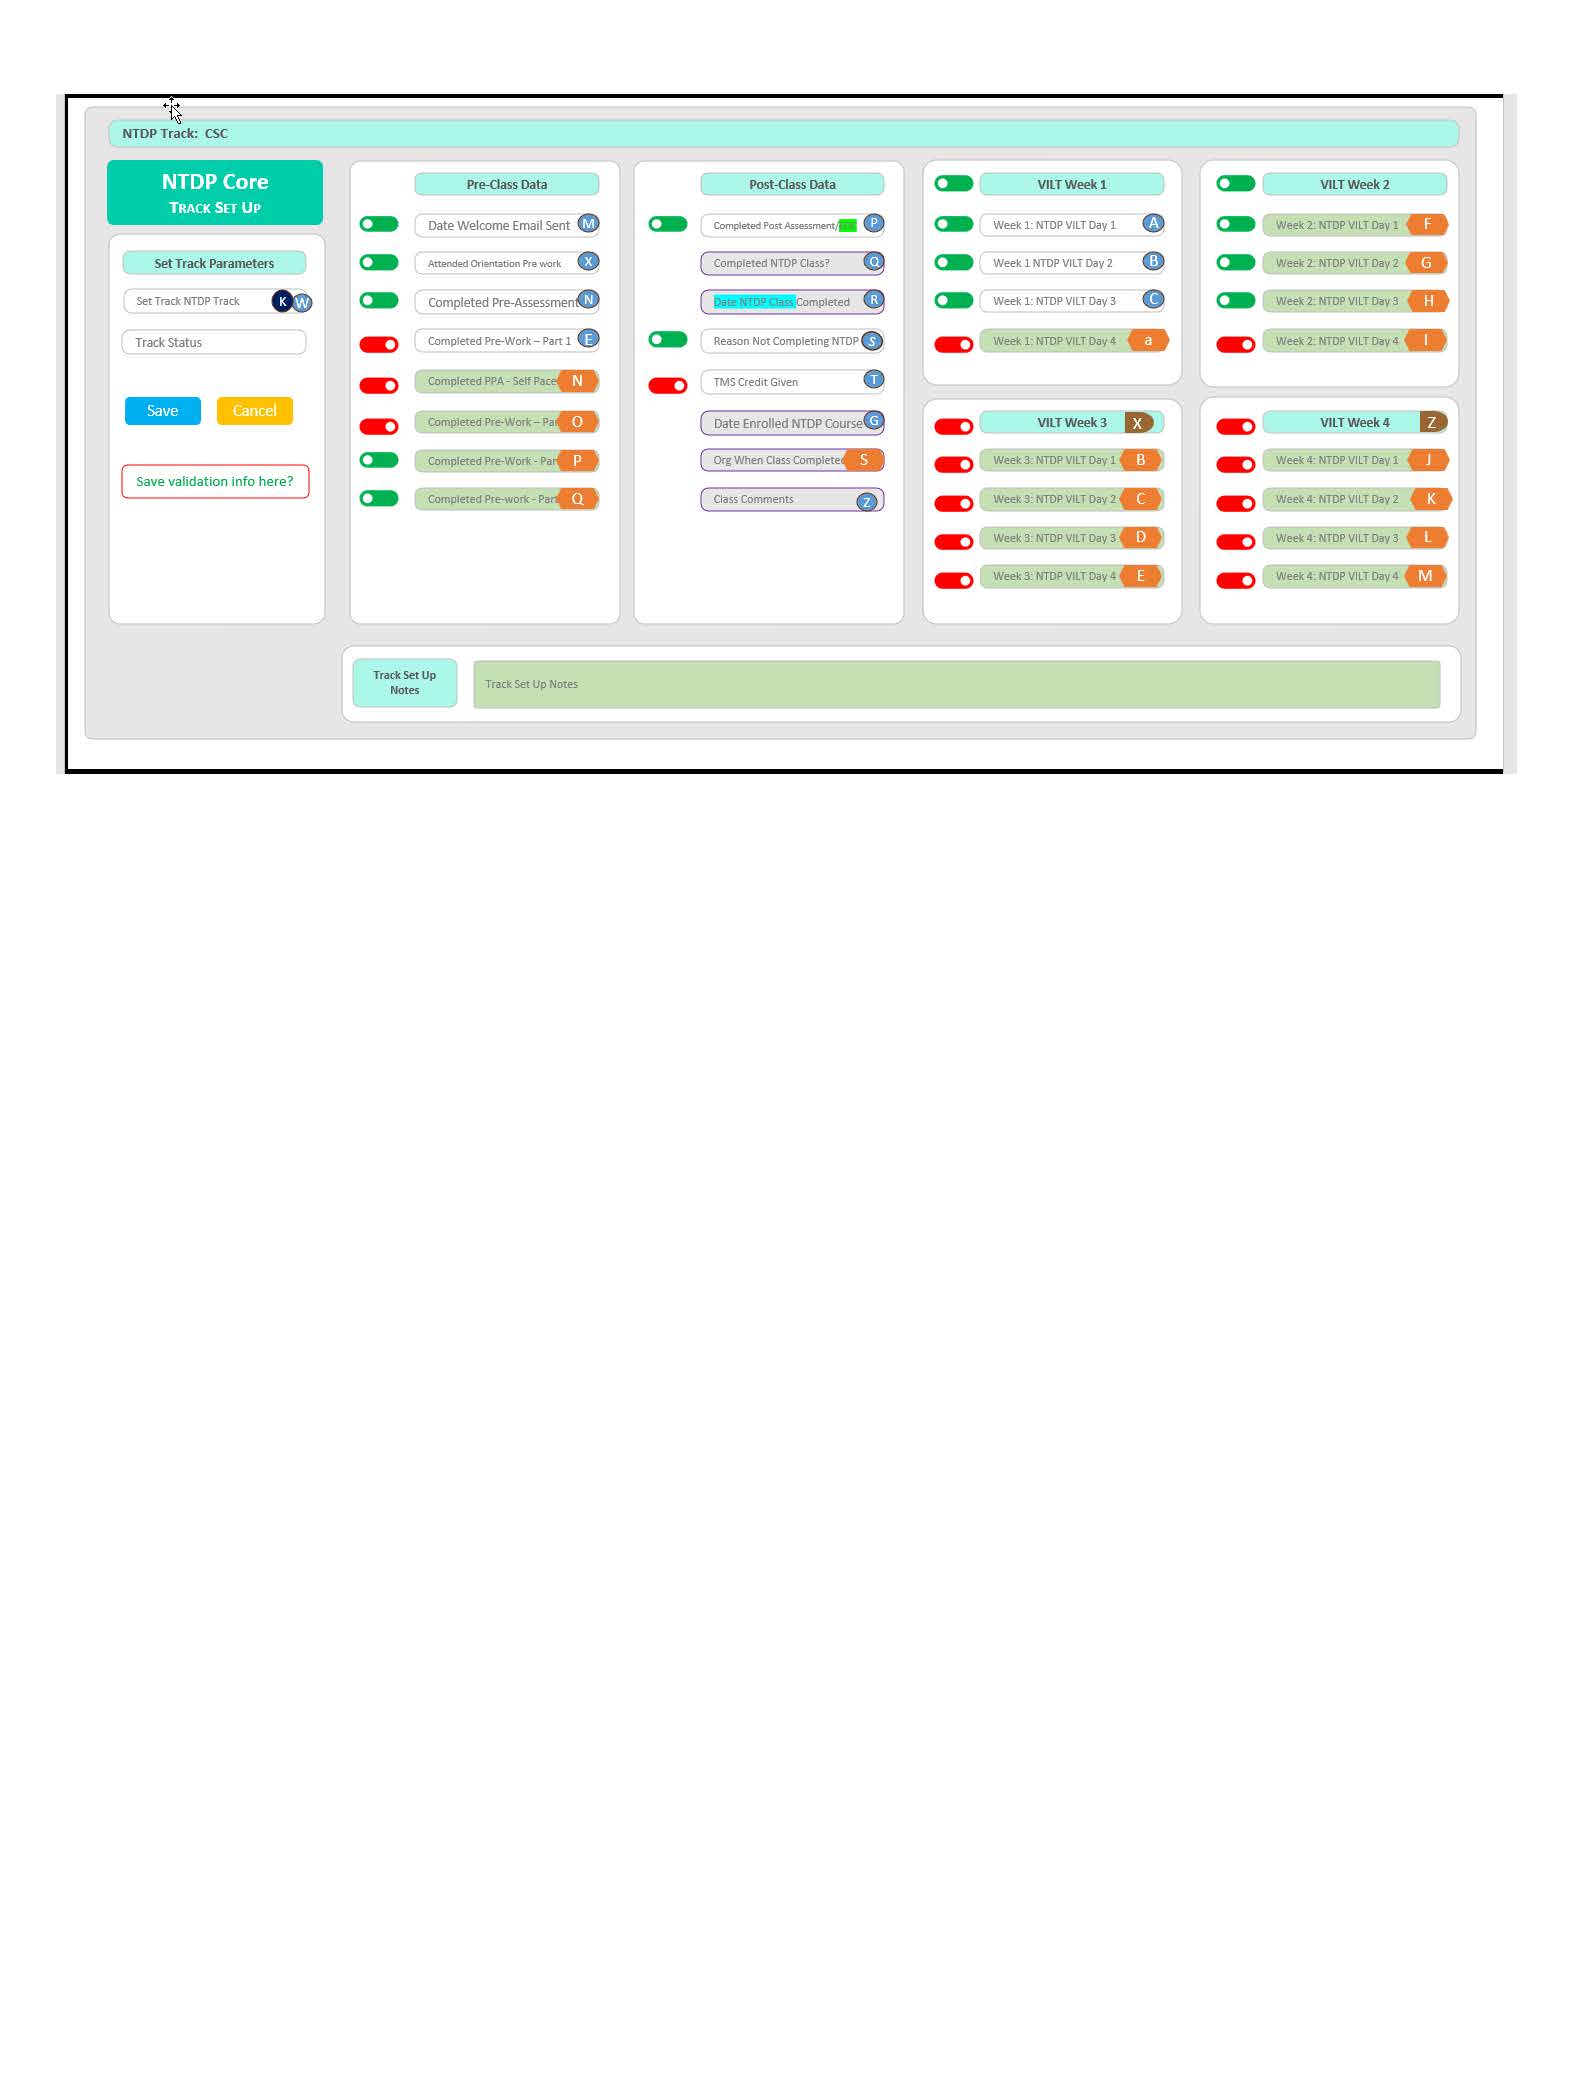 NTDP Track: CSC
NTDP Core
Track Set Up
Set Track Parameters
Set Track NTDP Track K W
Track Status
Save Cancel
Save validation info here?
Pre-Class Data
Date Welcome Email Sent M
Attended Orientation Pre work X
Completed Pre-Assessment N
Completed Pre-Work – Part 1 E
Completed PPA - Self Pace N
Completed Pre-Work – Par O
Completed Pre-Work - Part P
Completed Pre-work - Part Q
Post-Class Data
Completed Post Assessment/ P
Completed NTDP Class? Q
Date NTDP Class Completed R
Reason Not Completing NTDP S
TMS Credit Given T
Date Enrolled NTDP Course G
Org When Class Complete S
Class Comments Z
VILT Week 1
Week 1: NTDP VILT Day 1 A
Week 1 NTDP VILT Day 2 B
Week 1: NTDP VILT Day 3 C
Week 1: NTDP VILT Day 4 a
VILT Week 2
Week 2: NTDP VILT Day 1 F
Week 2: NTDP VILT Day 2 G
Week 2: NTDP VILT Day 3 H
Week 2: NTDP VILT Day 4 I
VILT Week 3 X
Week 3: NTDP VILT Day 1 B
Week 3: NTDP VILT Day 2 C
Week 3: NTDP VILT Day 3 D
Week 3: NTDP VILT Day 4 E
VILT Week 4 Z
Week 4: NTDP VILT Day 1 J
Week 4: NTDP VILT Day 2 K
Week 4: NTDP VILT Day 3 L
Week 4: NTDP VILT Day 4 M
Track Set Up
Notes
Track Set Up Notes